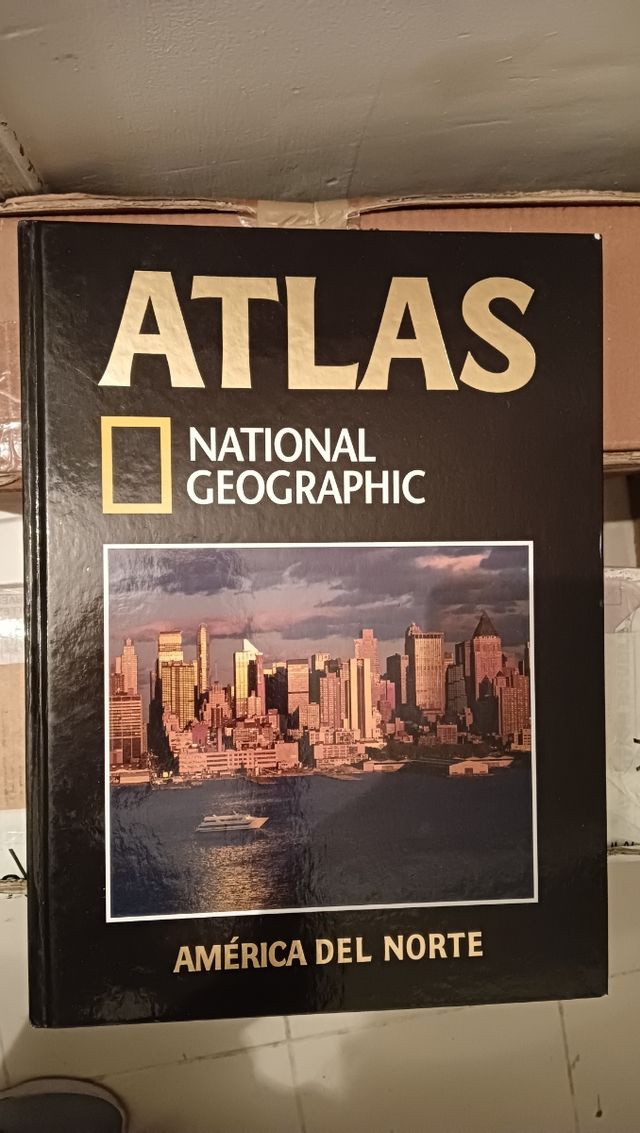 ATLAS
NATIONAL
GEOGRAPHIC
AMÉRICA DEL NORTE